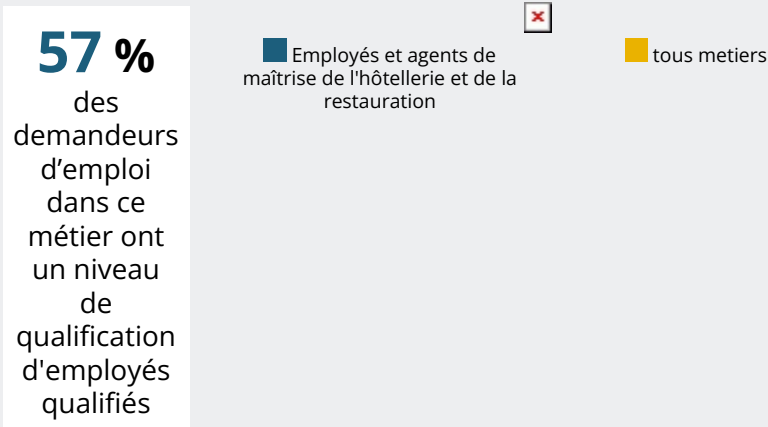 57 %
des
demandeurs
d’emploi
dans ce
métier ont
un niveau
de
qualification
d'employés
qualifiés
Employés et agents de
maîtrise de l'hôtellerie et de la
restauration
tous metiers